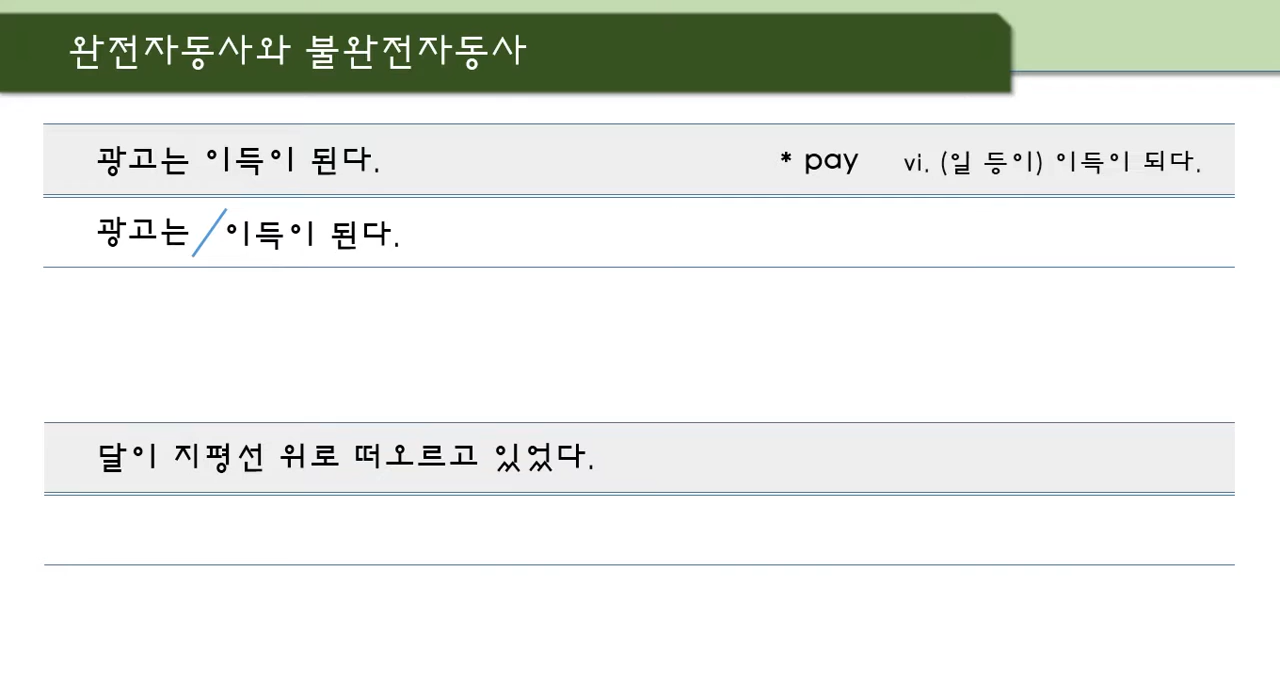 완전자동사와 불완전자동사
광고는 이득이 된다. * pay vi. (일 등이) 이득이 되다.
광고는 / 이득이 된다.
달이 지평선 위로 떠오르고 있었다.